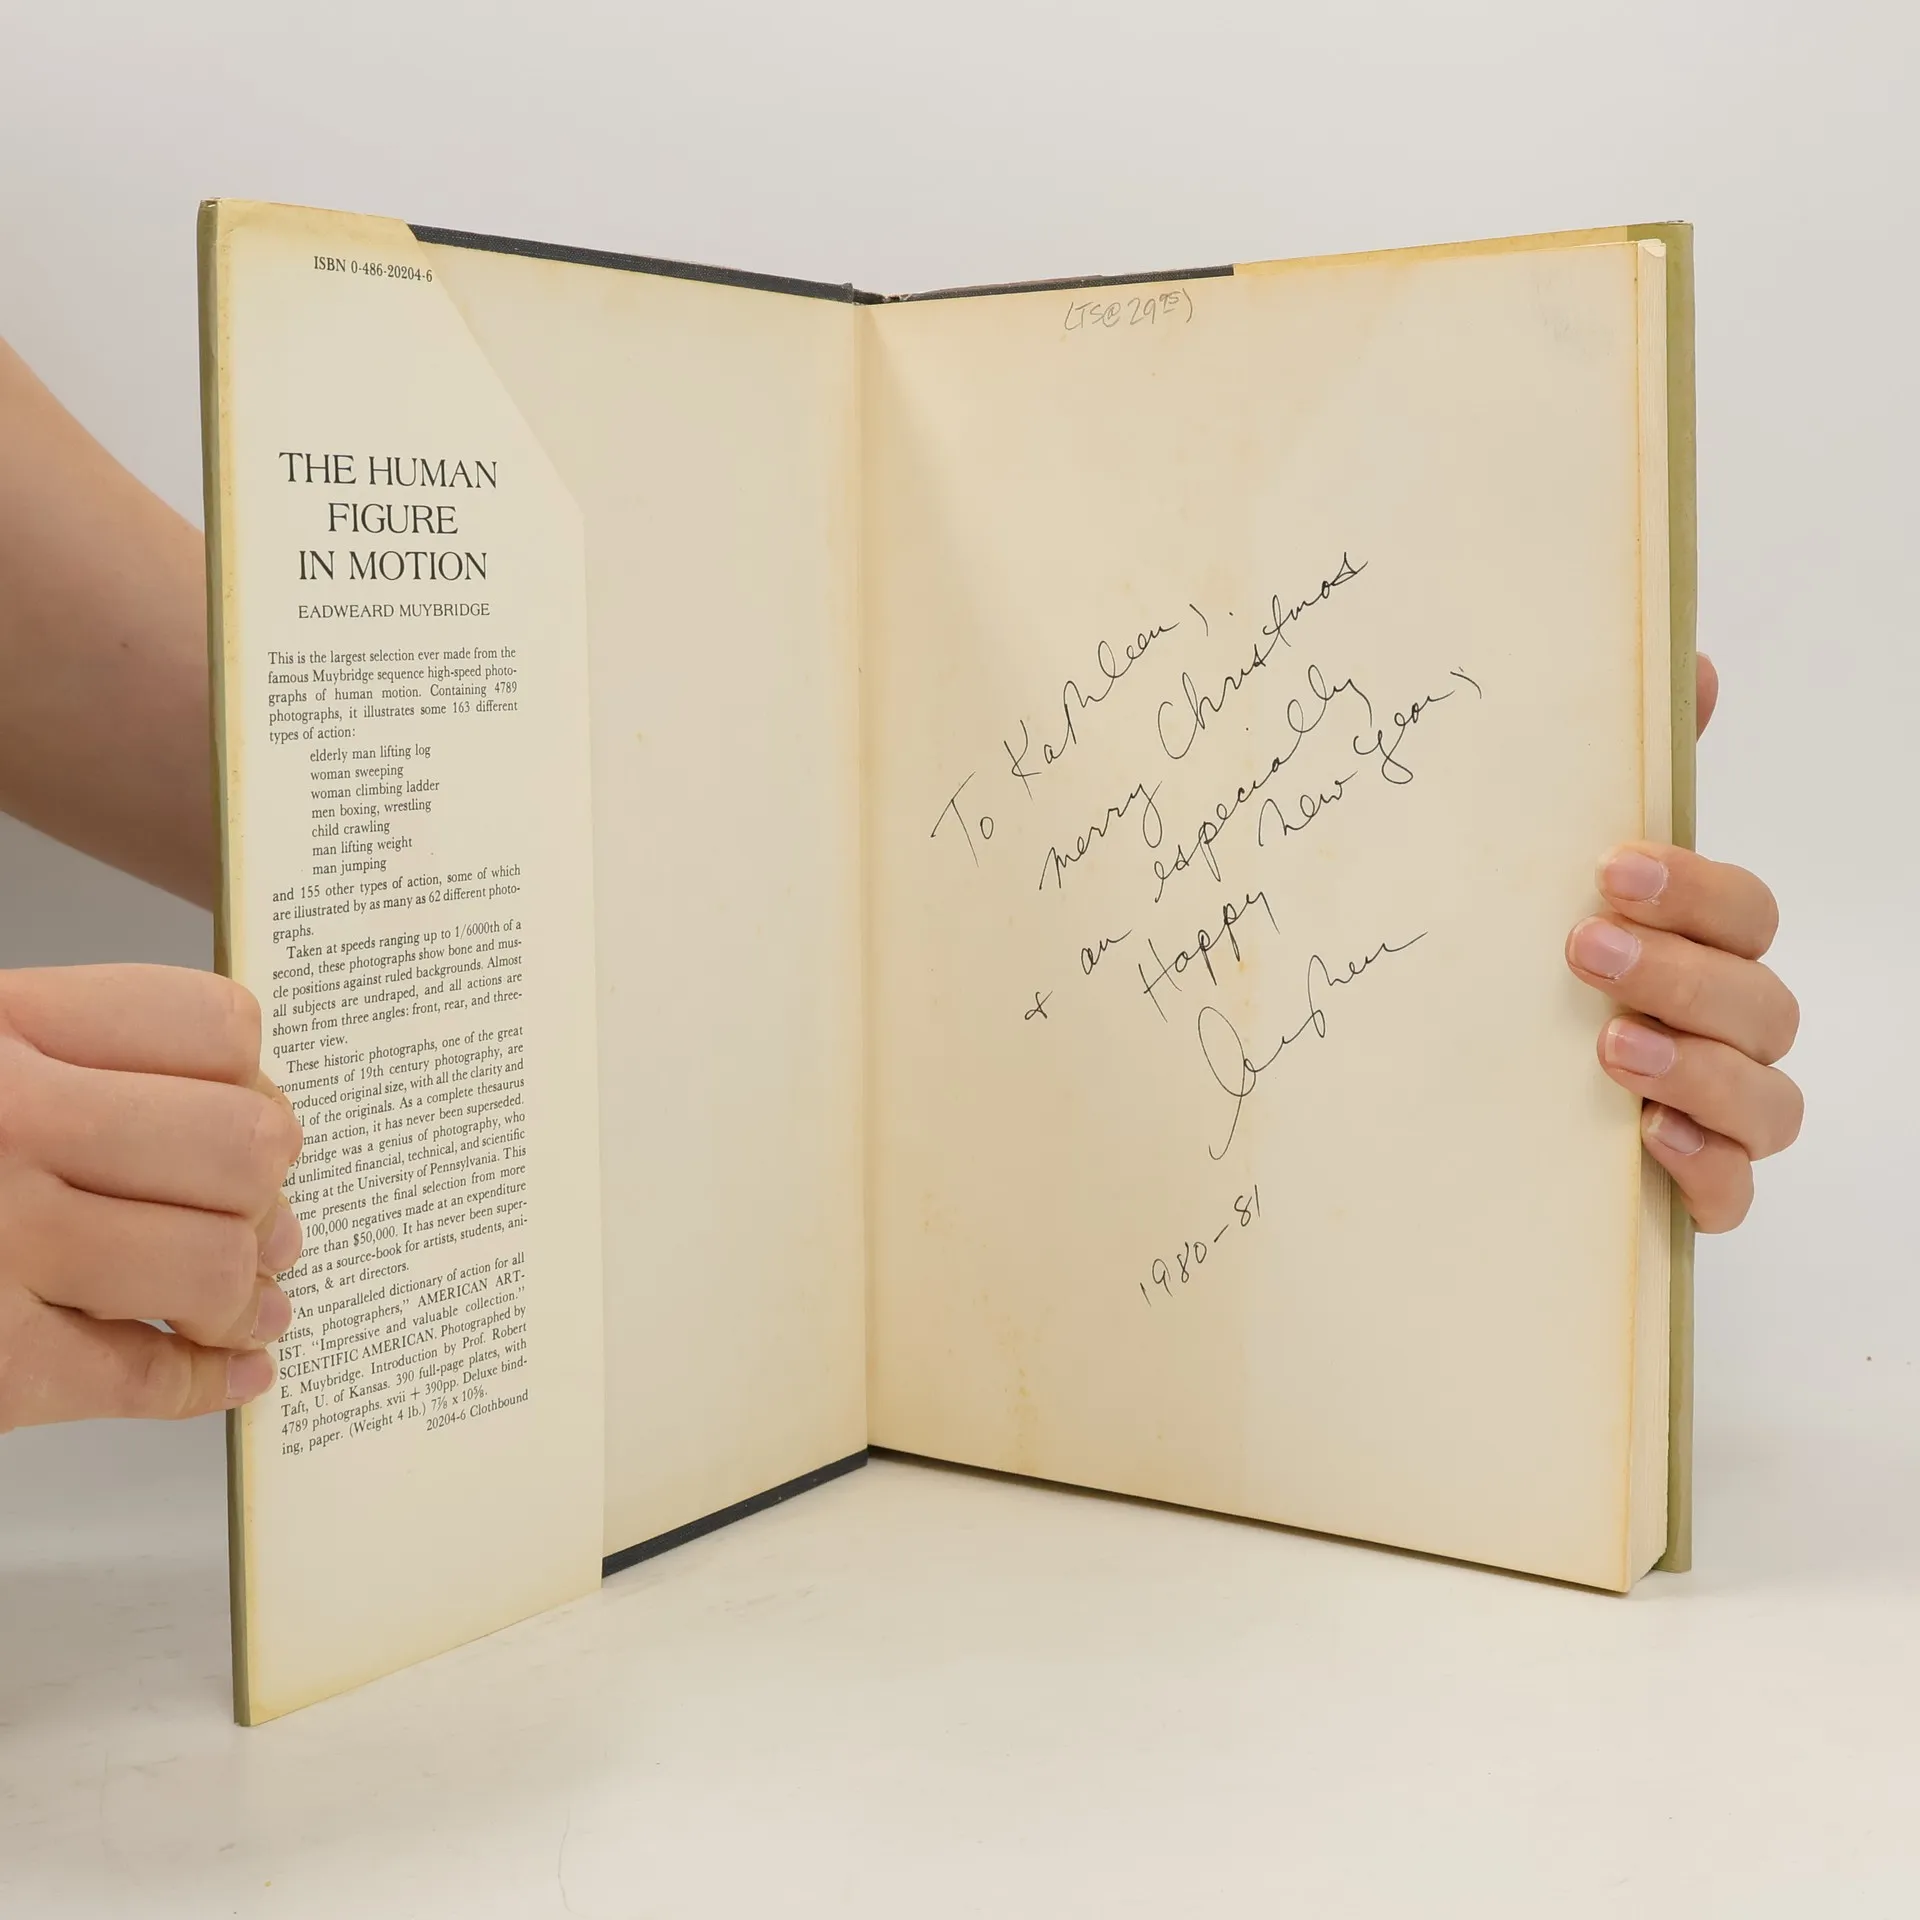 ISBN 0-486-20204-6
THE HUMAN
FIGURE
IN MOTION
EADWEARD MUYBRIDGE
This is the largest selection ever made from the
famous Muybridge sequence high-speed photo-
graphs of human motion. Containing 4789
photographs, it illustrates some 163 different
types of action:
elderly man lifting log
woman sweeping
woman climbing ladder
men boxing, wrestling
child crawling
man lifting weight
man jumping
and 155 other types of action, some of which
are illustrated by as many as 62 different photo-
graphs.
Taken at speeds ranging up to 1/6000th of a
second, these photographs show bone and mus-
cle positions against ruled backgrounds. Almost
all subjects are undraped, and all actions are
shown from three angles: front, rear, and three-
quarter view.
These historic photographs, one of the great
monuments of 19th century photography, are
roduced original size, with all the clarity and
il of the originals. As a complete thesaurus
man action, it has never been superseded.
ybridge was a genius of photography, who
ad unlimited financial, technical, and scientific
cking at the University of Pennsylvania. This
me presents the final selection from more
100,000 negatives made at an expenditure
ore than $50,000. It has never been super-
seded as a source-book for artists, students, ani-
mators, & art directors.
"An unparalleled dictionary of action for all
artists, photographers," AMERICAN ART-
IST. "Impressive and valuable collection."
SCIENTIFIC AMERICAN. Photographed by
E. Muybridge. Introduction by Prof. Robert
Taft, U. of Kansas. 390 full-page plates, with
4789 photographs. xvii + 390pp. Deluxe bind-
ing, paper. (Weight 4 lb.) 7⅞ x 10⅝.
20204-6 Clothbound
(TS@ 29.95)
To Kathleen,
merry Christmas
& an especially
Happy New Year,
1980-81